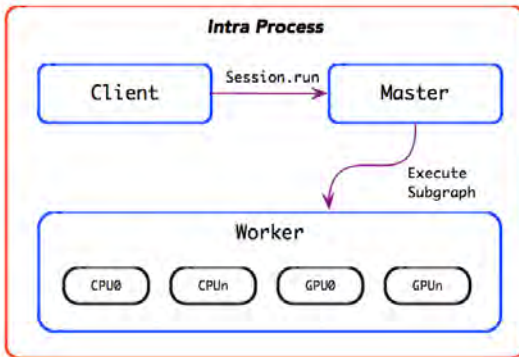 Intra Process
Client
Session.run
Master
Execute
Subgraph
Worker
CPU0
CPUn
GPU0
GPUn